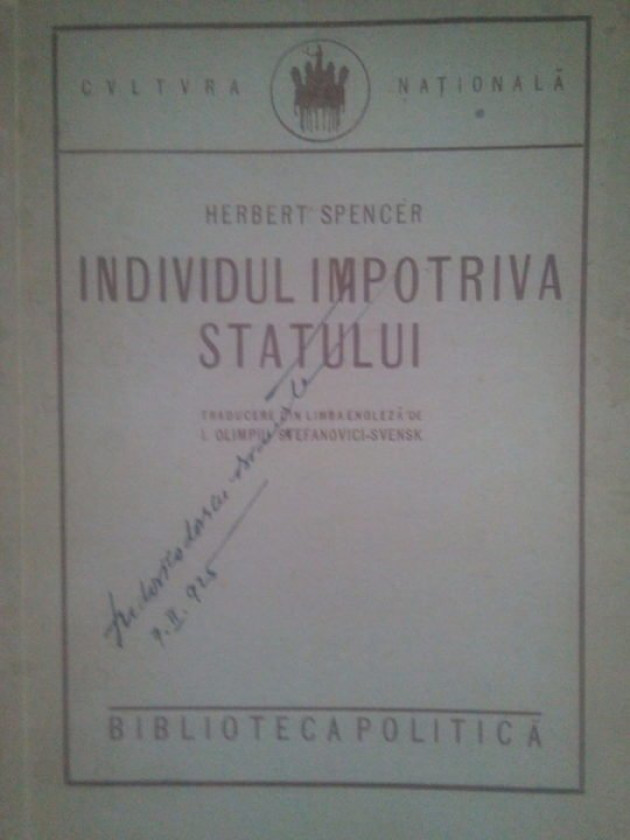 CVLTVRA NAȚIONALĂ
HERBERT SPENCER
INDIVIDUL IMPOTRIVA
STATULUI
TRADUCERE DIN LIMBA ENGLEZĂ DE
I. OLIMPIU ȘTEFANOVICI-SVENSK
9.II.925
BIBLIOTECA POLITICĂ